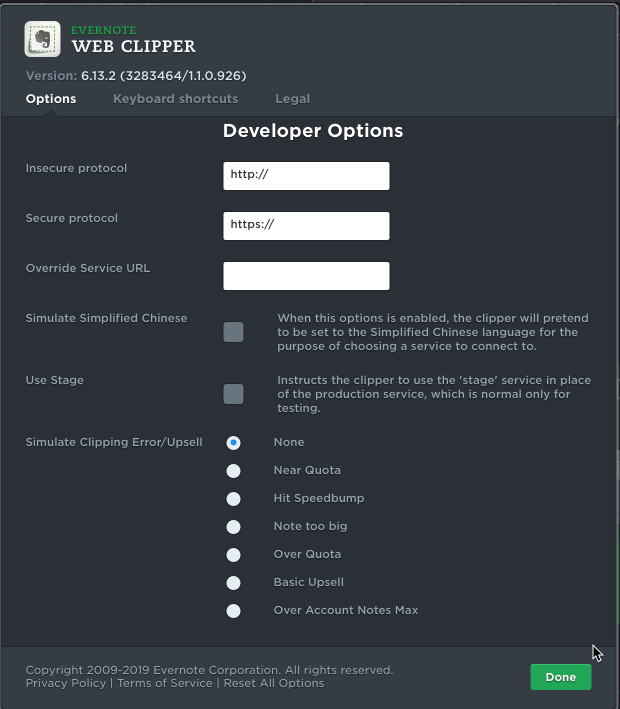 EVERNOTE
WEB CLIPPER
Version: 6.13.2 (3283464/1.1.0.926)
Options Keyboard shortcuts Legal
Developer Options
Insecure protocol http://
Secure protocol https://
Override Service URL
Simulate Simplified Chinese
When this options is enabled, the clipper will pretend
to be set to the Simplified Chinese language for the
purpose of choosing a service to connect to.
Use Stage
Instructs the clipper to use the 'stage' service in place
of the production service, which is normal only for
testing.
Simulate Clipping Error/Upsell None
Near Quota
Hit Speedbump
Note too big
Over Quota
Basic Upsell
Over Account Notes Max
Copyright 2009-2019 Evernote Corporation. All rights reserved.
Privacy Policy | Terms of Service | Reset All Options
Done